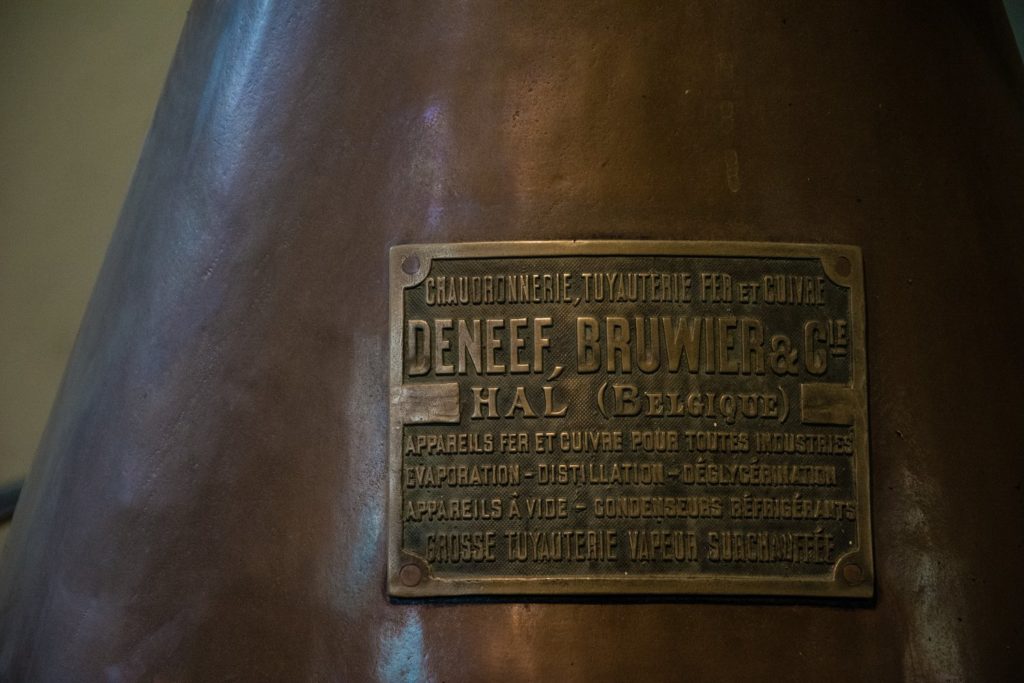 CHAUDRONNERIE, TUYAUTERIE FER ET CUIVRE
DENEEF, BRUWIER & CIE
HAL (BELGIQUE)
APPAREILS FER ET CUIVRE POUR TOUTES INDUSTRIES
EVAPORATION - DISTILLATION - DÉGLYCÉRINATION
APPAREILS À VIDE - CONDENSEURS RÉFRIGÉRANTS
GROSSE TUYAUTERIE VAPEUR SURCHAUFFÉE